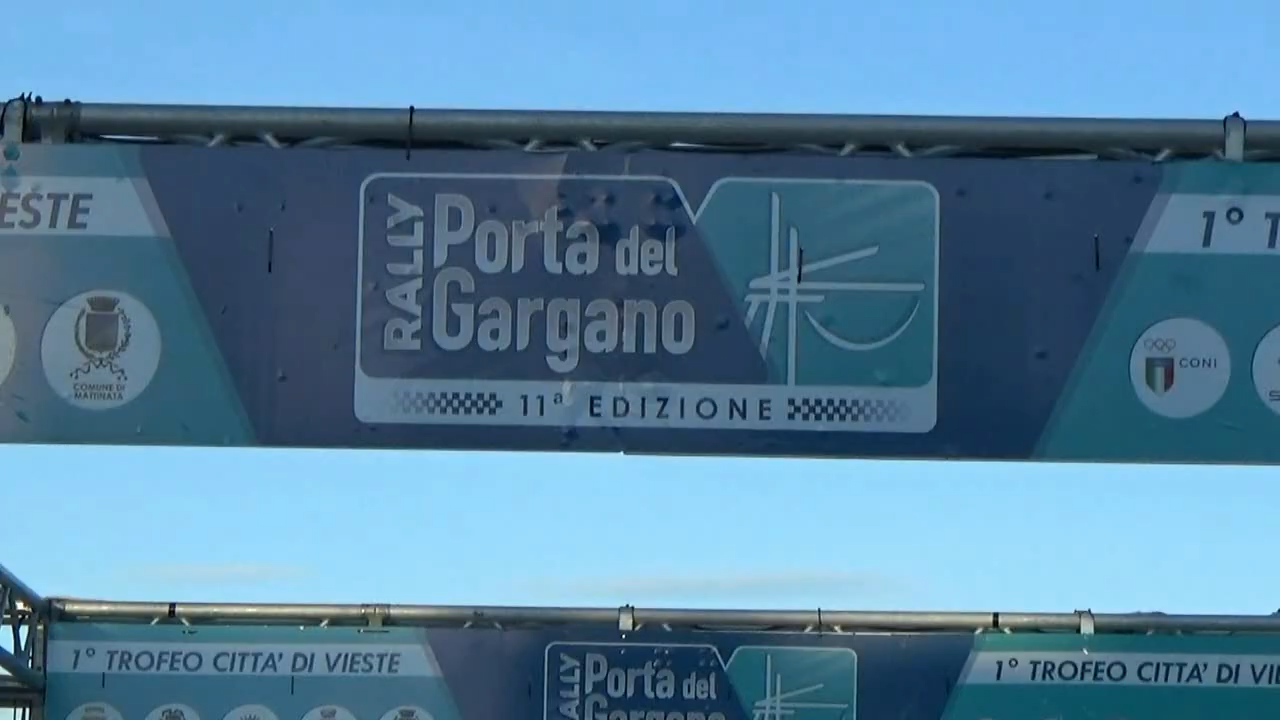 ESTE
1° T
RALLY
Porta del
Gargano
11ª EDIZIONE
COMUNE DI
MATTINATA
CONI
1° TROFEO CITTA' DI VIESTE
RALLY
Porta del
Gargano
1° TROFEO CITTA' DI VIE